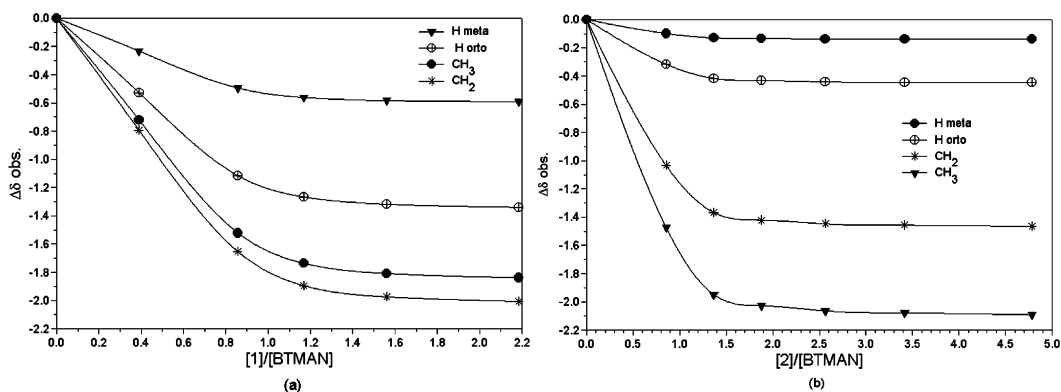 0.0
-0.2
-0.4
-0.6
-0.8
-1.0
-1.2
-1.4
-1.6
-1.8
-2.0
-2.2
Δδ obs.
H meta
H orto
CH3
CH2
0.0 0.2 0.4 0.6 0.8 1.0 1.2 1.4 1.6 1.8 2.0 2.2
[1]/[BTMAN]
(a)
0.0
-0.2
-0.4
-0.6
-0.8
-1.0
-1.2
-1.4
-1.6
-1.8
-2.0
-2.2
Δδ obs.
H meta
H orto
CH2
CH3
0.0 0.5 1.0 1.5 2.0 2.5 3.0 3.5 4.0 4.5 5.0
[2]/[BTMAN]
(b)